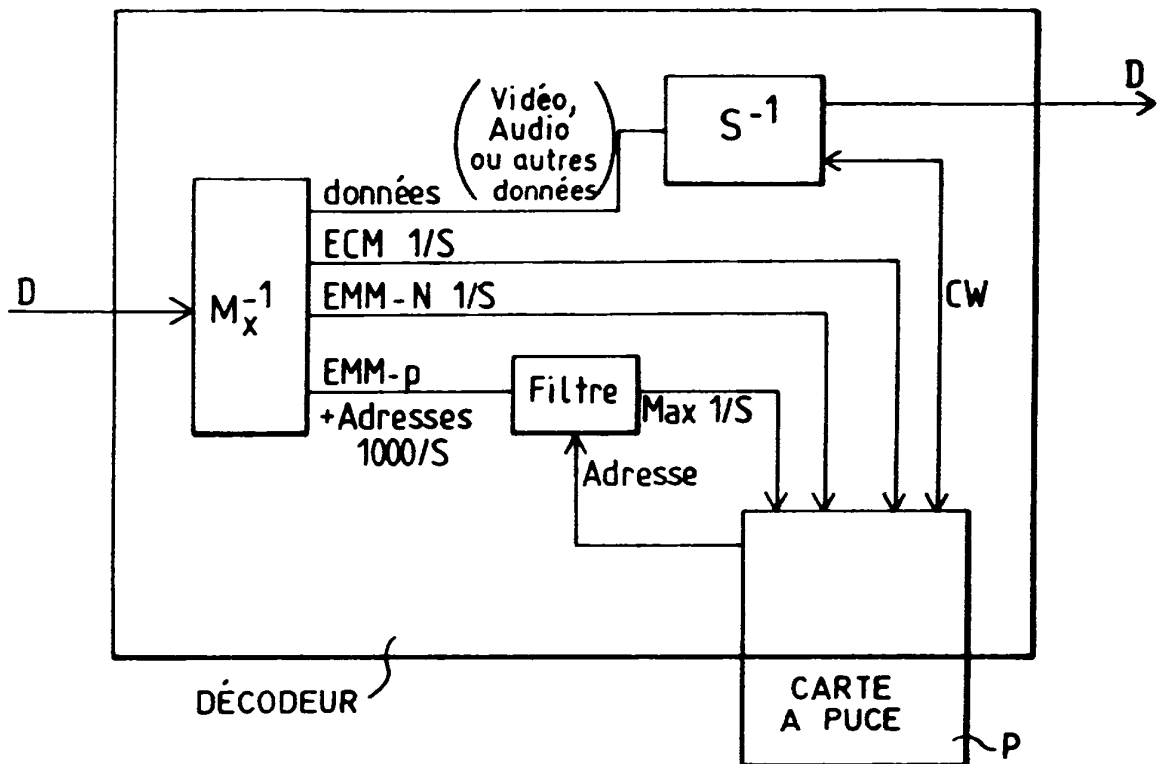 D
Vidéo,
Audio
ou autres
données
S⁻¹
D
données
ECM 1/S
EMM-N 1/S
CW
D
Mₓ⁻¹
EMM-p
+Adresses
1000/S
Filtre
Max 1/S
Adresse
DÉCODEUR
CARTE
A PUCE
P